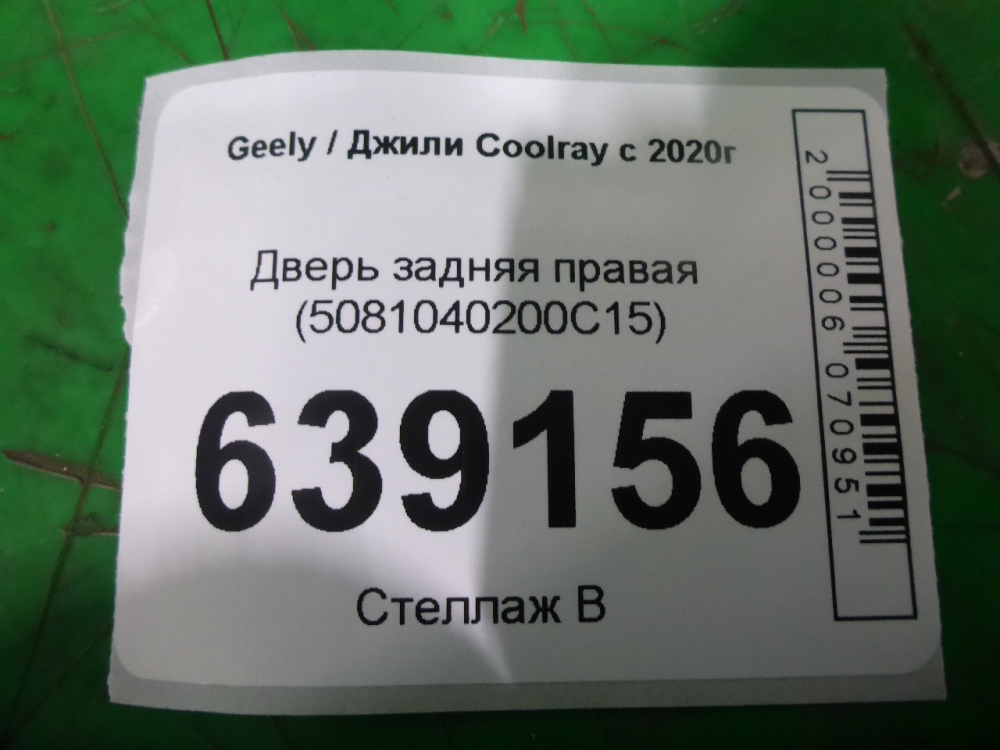 Geely / Джили Coolray с 2020г
Дверь задняя правая
(5081040200C15)
639156
Стеллаж В
2000006070951